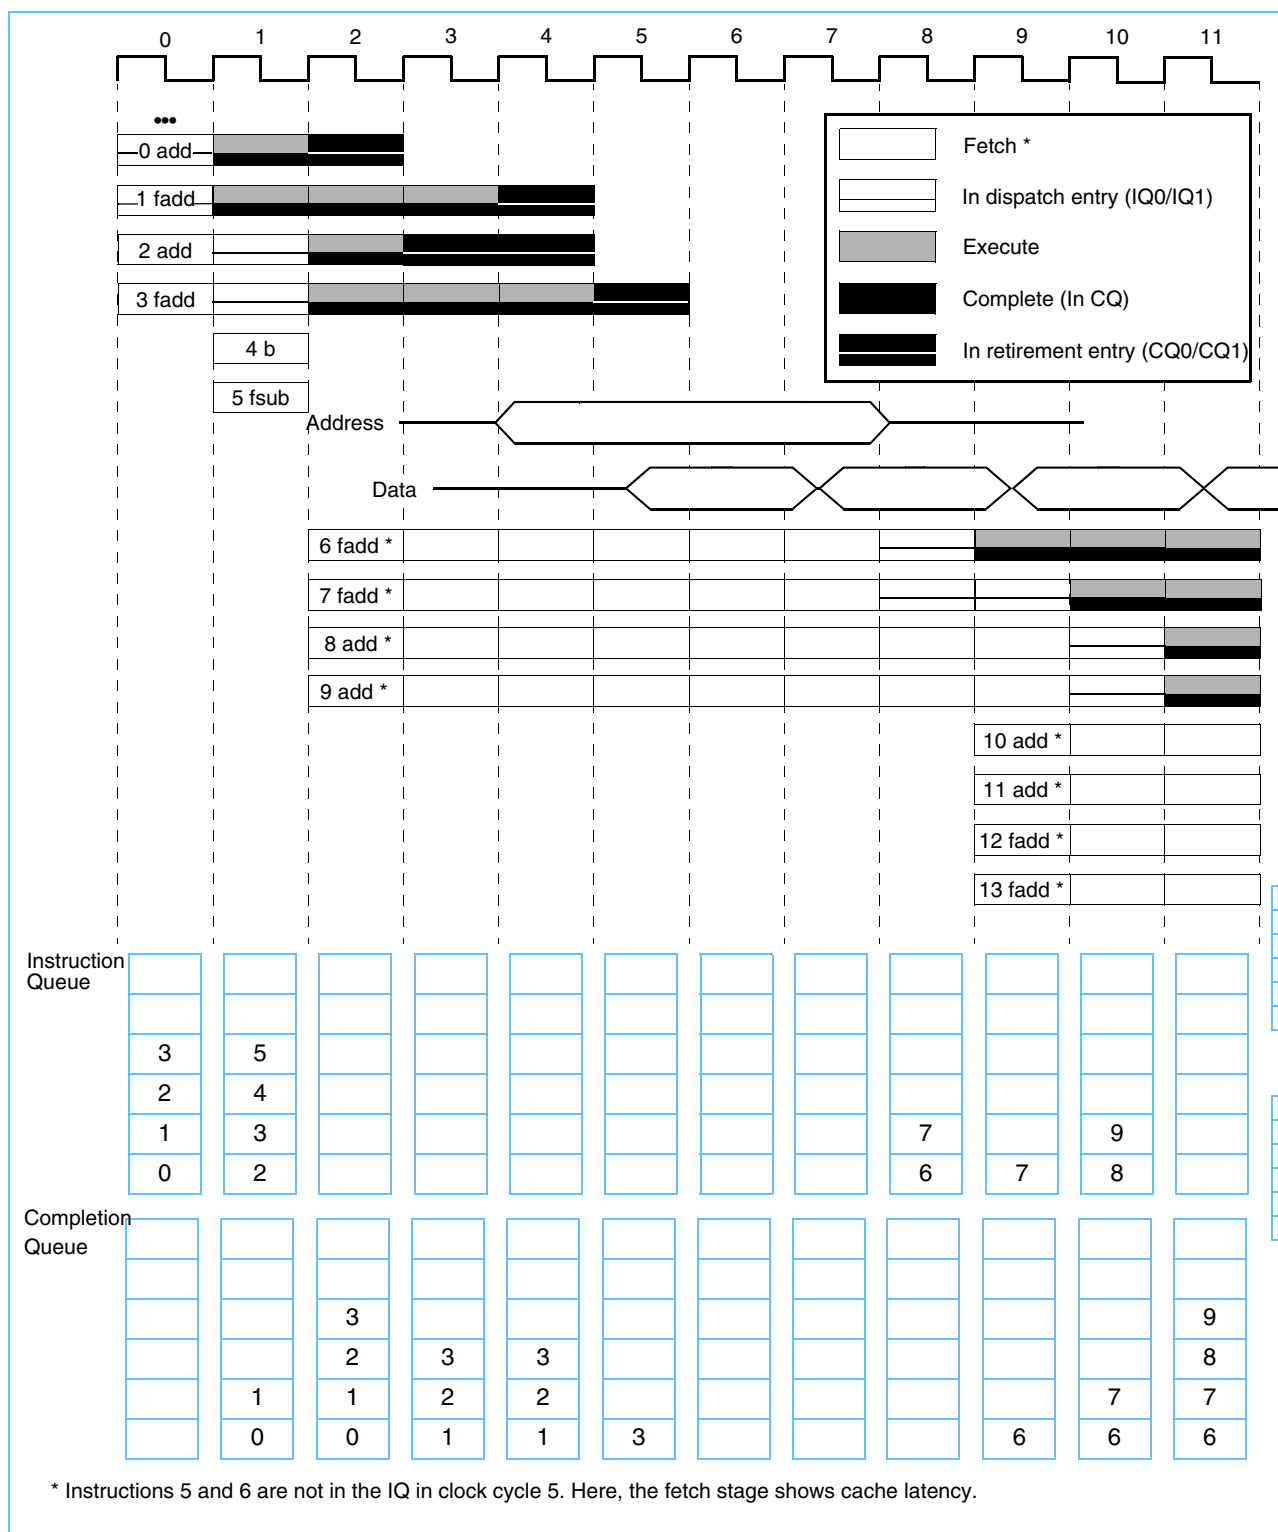 0 1 2 3 4 5 6 7 8 9 10 11
•••
0 add
1 fadd
2 add
3 fadd
4 b
5 fsub
Fetch *
In dispatch entry (IQ0/IQ1)
Execute
Complete (In CQ)
In retirement entry (CQ0/CQ1)
Address
Data
6 fadd *
7 fadd *
8 add *
9 add *
10 add *
11 add *
12 fadd *
13 fadd *
Instruction
Queue
3 5
2 4
1 3 7 9
0 2 6 7 8
Completion
Queue
3 9
2 3 3 8
1 1 2 2 7 7
0 0 1 1 3 6 6 6
* Instructions 5 and 6 are not in the IQ in clock cycle 5. Here, the fetch stage shows cache latency.